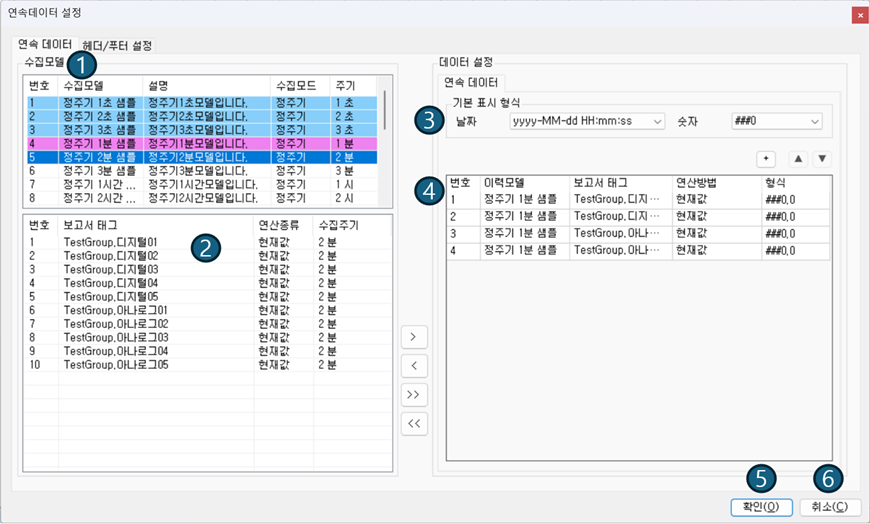 연속데이터 설정
연속 데이터 헤더/푸터 설정
수집모델 1
번호 수집모델 설명 수집모드 주기
1 정주기 1초 샘플 정주기1초모델입니다. 정주기 1 초
2 정주기 2초 샘플 정주기2초모델입니다. 정주기 2 초
3 정주기 3초 샘플 정주기3초모델입니다. 정주기 3 초
4 정주기 1분 샘플 정주기1분모델입니다. 정주기 1 분
5 정주기 2분 샘플 정주기2분모델입니다. 정주기 2 분
6 정주기 3분 샘플 정주기3분모델입니다. 정주기 3 분
7 정주기 1시간 ... 정주기1시간모델입니다. 정주기 1 시
8 정주기 2시간 ... 정주기2시간모델입니다. 정주기 2 시
번호 보고서 태그 연산종류 수집주기
1 TestGroup.디지털01 현재값 2 분
2 TestGroup.디지털02 현재값 2 분
2
3 TestGroup.디지털03 현재값 2 분
4 TestGroup.디지털04 현재값 2 분
5 TestGroup.디지털05 현재값 2 분
6 TestGroup.아나로그01 현재값 2 분
7 TestGroup.아나로그02 현재값 2 분
8 TestGroup.아나로그03 현재값 2 분
9 TestGroup.아나로그04 현재값 2 분
10 TestGroup.아나로그05 현재값 2 분
>
<
>>
<<
데이터 설정
연속 데이터
기본 표시 형식
3 날짜 yyyy-MM-dd HH:mm:ss 숫자 ###0
+ ▲ ▼
4 번호 이력모델 보고서 태그 연산방법 형식
1 정주기 1분 샘플 TestGroup.디지... 현재값 ###0.0
2 정주기 1분 샘플 TestGroup.디지... 현재값 ###0.0
3 정주기 1분 샘플 TestGroup.아나... 현재값 ###0.0
4 정주기 1분 샘플 TestGroup.아나... 현재값 ###0.0
5 6
확인(O) 취소(C)